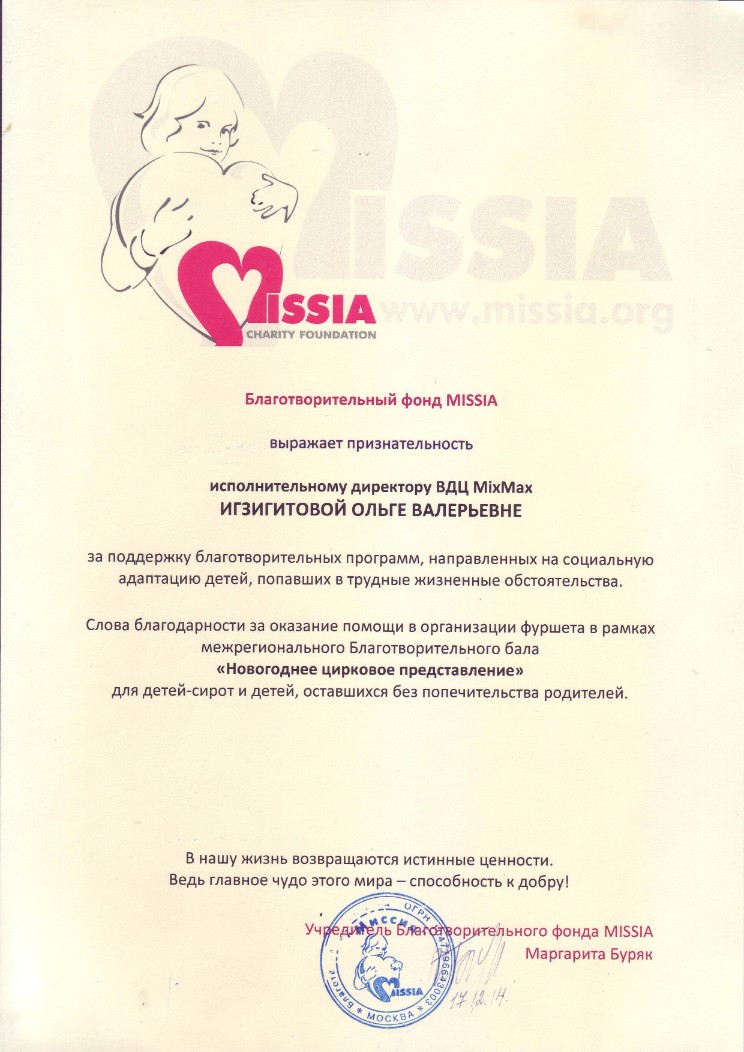 MISSIA
www.missia.org
MISSIA
CHARITY FOUNDATION
Благотворительный фонд MISSIA
выражает признательность
исполнительному директору ВДЦ MixMax
ИГЗИГИТОВОЙ ОЛЬГЕ ВАЛЕРЬЕВНЕ
за поддержку благотворительных программ, направленных на социальную
адаптацию детей, попавших в трудные жизненные обстоятельства.
Слова благодарности за оказание помощи в организации фуршета в рамках
межрегионального Благотворительного бала
«Новогоднее цирковое представление»
для детей-сирот и детей, оставшихся без попечительства родителей.
В нашу жизнь возвращаются истинные ценности.
Ведь главное чудо этого мира – способность к добру!
Учредитель Благотворительного фонда MISSIA
Маргарита Буряк
Миссия
ОГРН
MISSIA
* МОСКВА *
17.12.14.